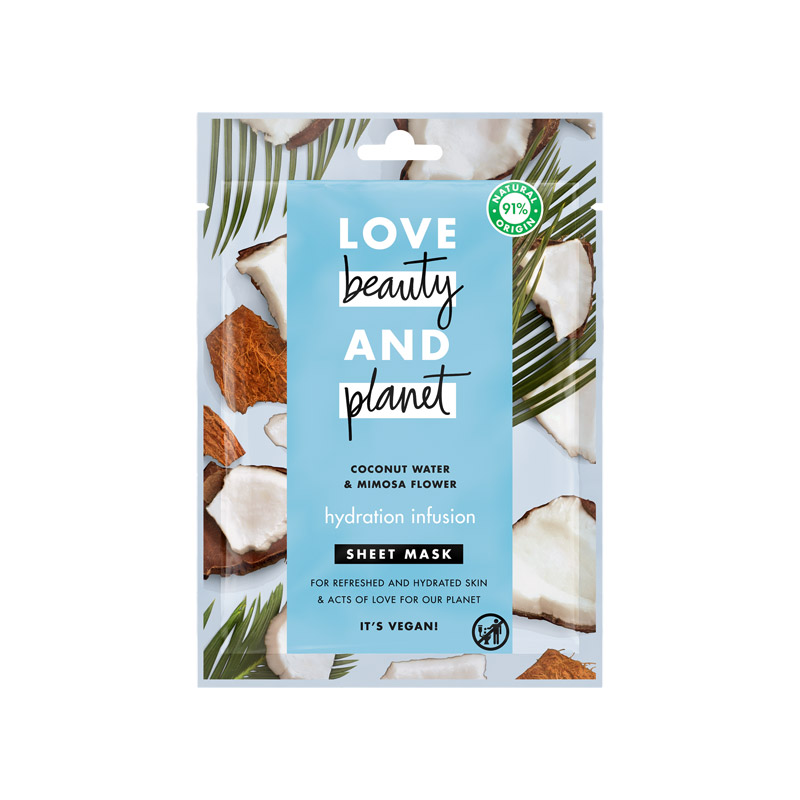 NATURAL
91%
ORIGIN
LOVE
beauty
AND
planet
COCONUT WATER
& MIMOSA FLOWER
hydration infusion
SHEET MASK
FOR REFRESHED AND HYDRATED SKIN
& ACTS OF LOVE FOR OUR PLANET
IT'S VEGAN!